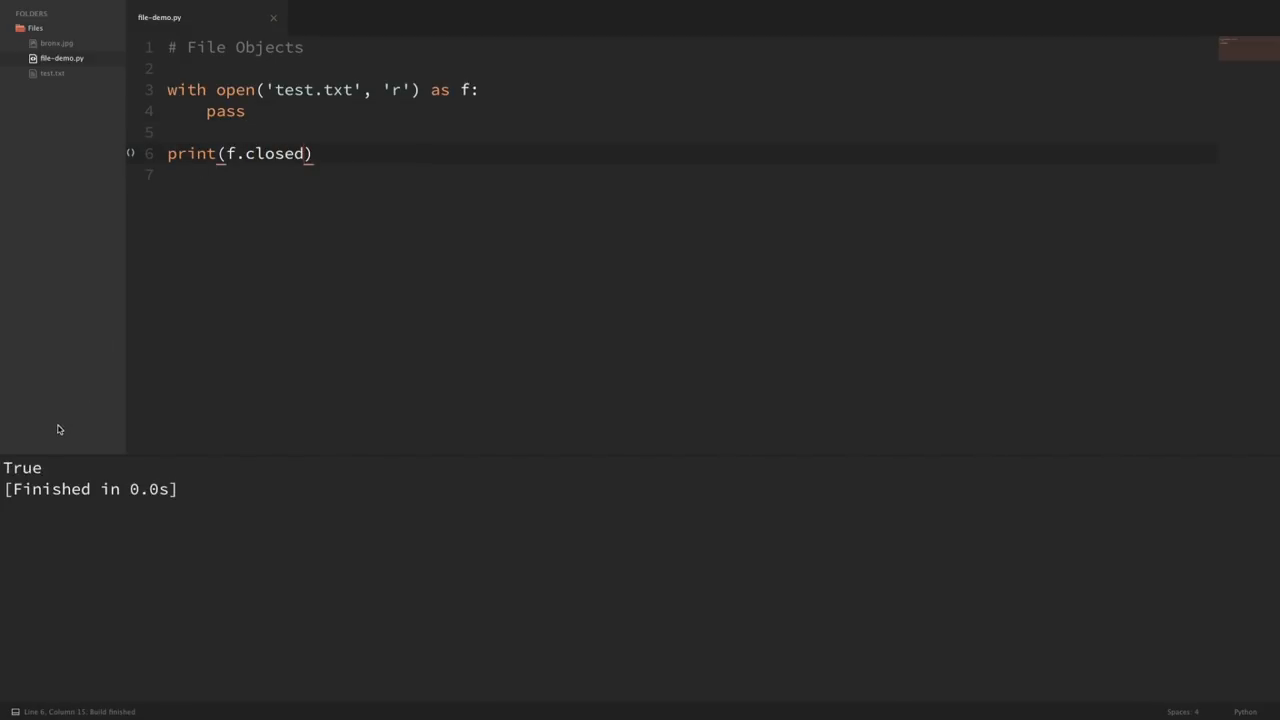 FOLDERS
Files
bronx.jpg
file-demo.py
test.txt
file-demo.py ×
1 # File Objects
2
3 with open('test.txt', 'r') as f:
4     pass
5
6 print(f.closed)
7
True
[Finished in 0.0s]
Line 6, Column 15; Build finished
Spaces: 4
Python